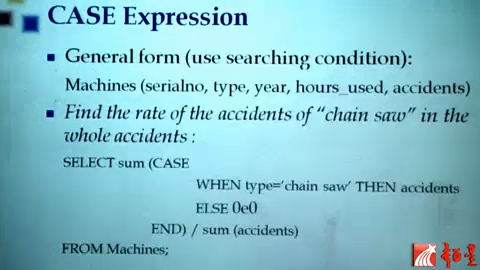 CASE Expression
General form (use searching condition):
Machines (serialno, type, year, hours_used, accidents)
Find the rate of the accidents of “chain saw” in the
whole accidents :
SELECT sum (CASE
WHEN type=‘chain saw’ THEN accidents
ELSE 0e0
END) / sum (accidents)
FROM Machines;